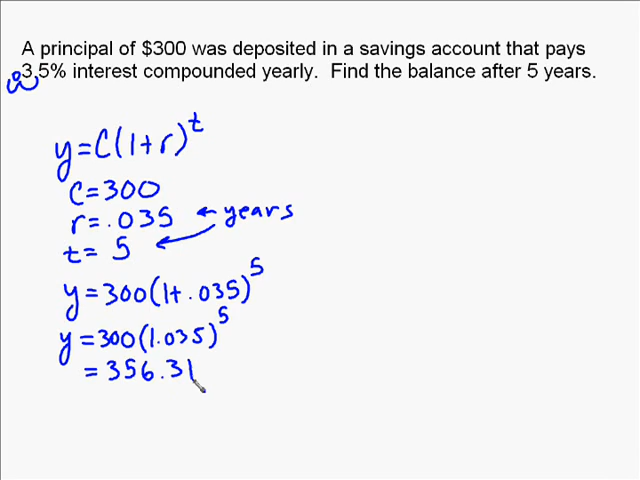 A principal of $300 was deposited in a savings account that pays
3.5% interest compounded yearly. Find the balance after 5 years.
y=C(1+r)^t
C=300
r=.035 ← years
t= 5 ←
y=300(1+.035)^5
y=300(1.035)^5
=356.31